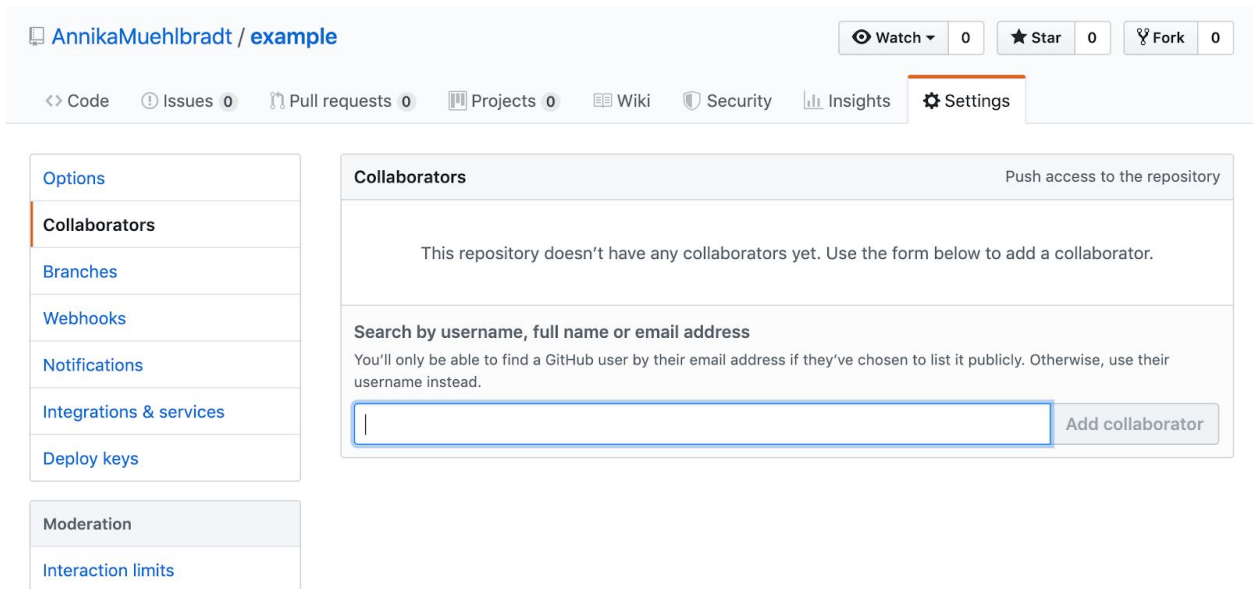 AnnikaMuehlbradt / example
Watch 0 Star 0 Fork 0
Code Issues 0 Pull requests 0 Projects 0 Wiki Security Insights Settings
Options
Collaborators
Branches
Webhooks
Notifications
Integrations & services
Deploy keys
Moderation
Interaction limits
Collaborators Push access to the repository
This repository doesn’t have any collaborators yet. Use the form below to add a collaborator.
Search by username, full name or email address
You’ll only be able to find a GitHub user by their email address if they’ve chosen to list it publicly. Otherwise, use their
username instead.
Add collaborator